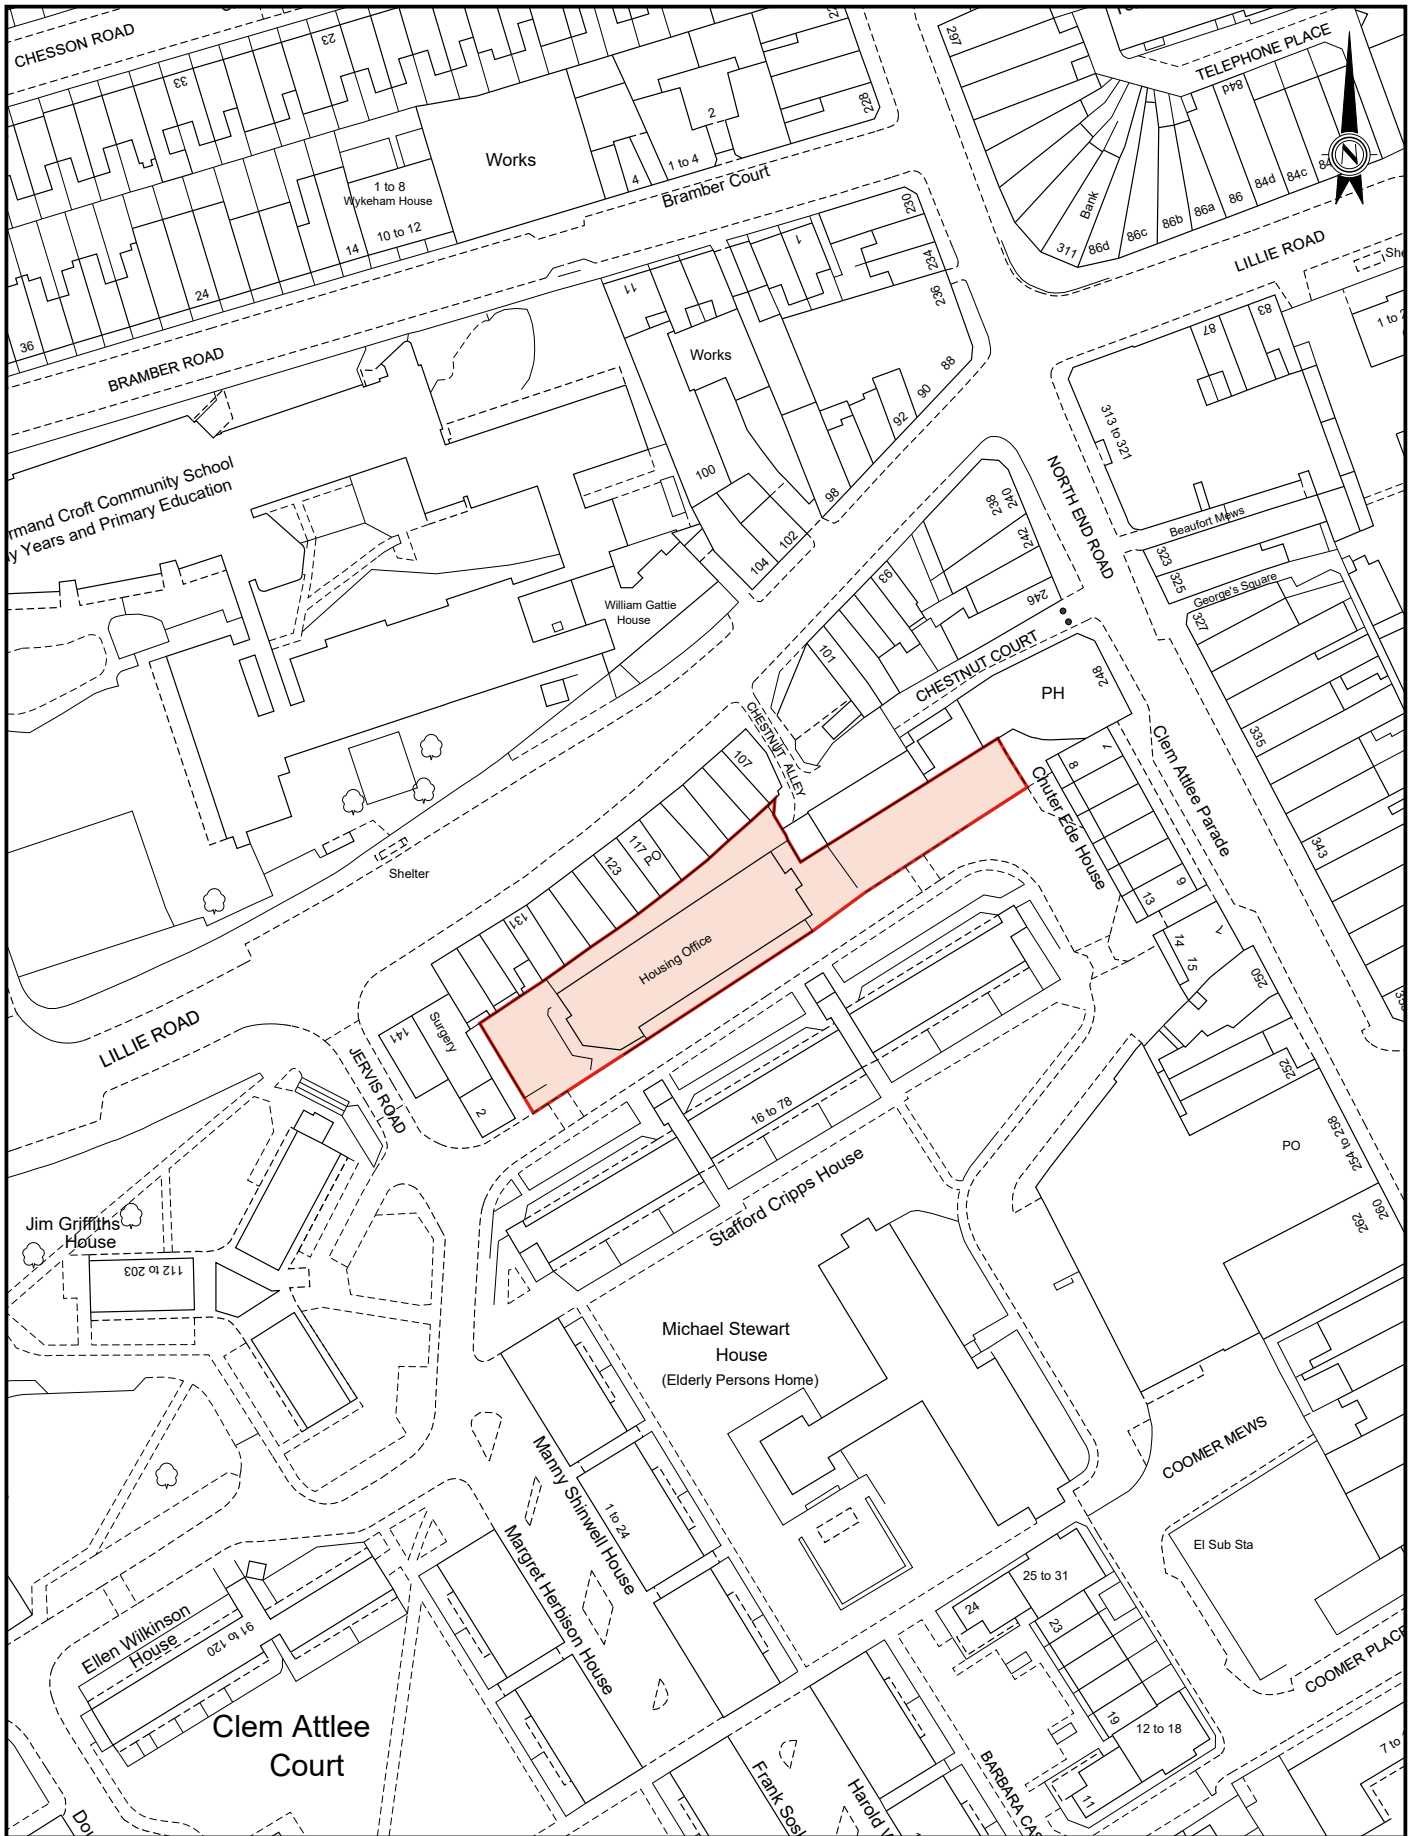 CHESSON ROAD
23
33
297
TELEPHONE PLACE
84d
228
2
1 to 4
4
Works
1 to 8
Wykeham House
10 to 12
14
Bramber Court
Bank
311
86d
86c
86b
86a
86
84d
84c
N
LILLIE ROAD
24
36
BRAMBER ROAD
11
1
230
234
236
Works
88
90
92
98
100
102
104
87
83
313 to 321
NORTH END ROAD
Beaufort Mews
323
325
George's Square
327
335
343
rmand Croft Community School
y Years and Primary Education
William Gattie
House
238
240
242
246
93
101
CHESTNUT COURT
CHESTNUT ALLEY
PH
248
7
8
Clem Attlee Parade
Chuter Ede House
9
13
14
15
1
107
117
PO
123
131
Shelter
Housing Office
141
Surgery
2
LILLIE ROAD
JERVIS ROAD
250
252
PO
254 to 258
260
262
16 to 78
Stafford Cripps House
Jim Griffiths
House
112 to 203
Michael Stewart
House
(Elderly Persons Home)
COOMER MEWS
El Sub Sta
Manny Shinwell House
1 to 24
Margret Herbison House
Ellen Wilkinson
House
91 to 120
Clem Attlee
Court
25 to 31
24
23
19
12 to 18
11
COOMER PLACE
BARBARA CAS
Frank Sosk
Harold W
Dou
7 to